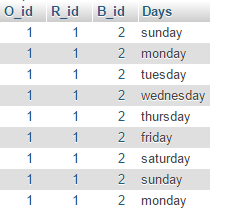 O_id R_id B_id Days
1 1 2 sunday
1 1 2 monday
1 1 2 tuesday
1 1 2 wednesday
1 1 2 thursday
1 1 2 friday
1 1 2 saturday
1 1 2 sunday
1 1 2 monday